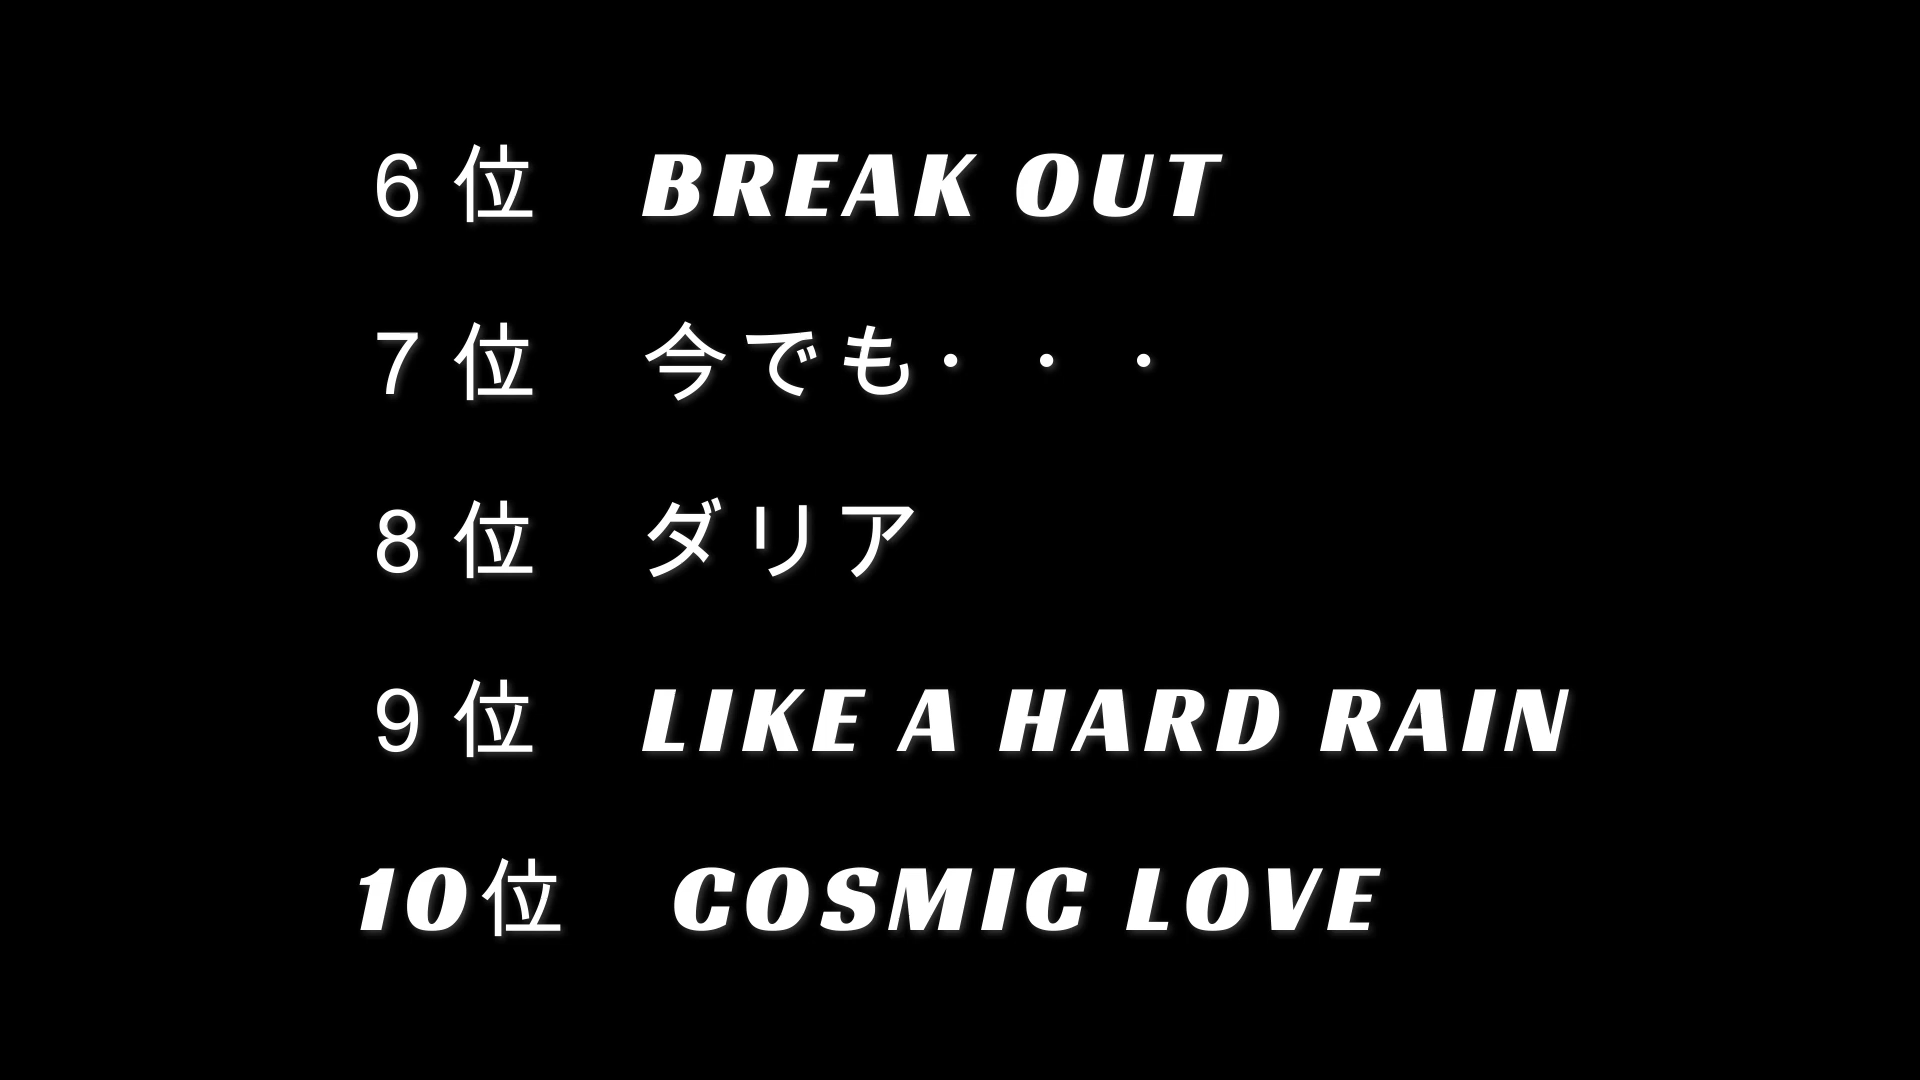 ６位　BREAK OUT
７位　今でも・・・
８位　ダリア
９位　LIKE A HARD RAIN
10位　COSMIC LOVE